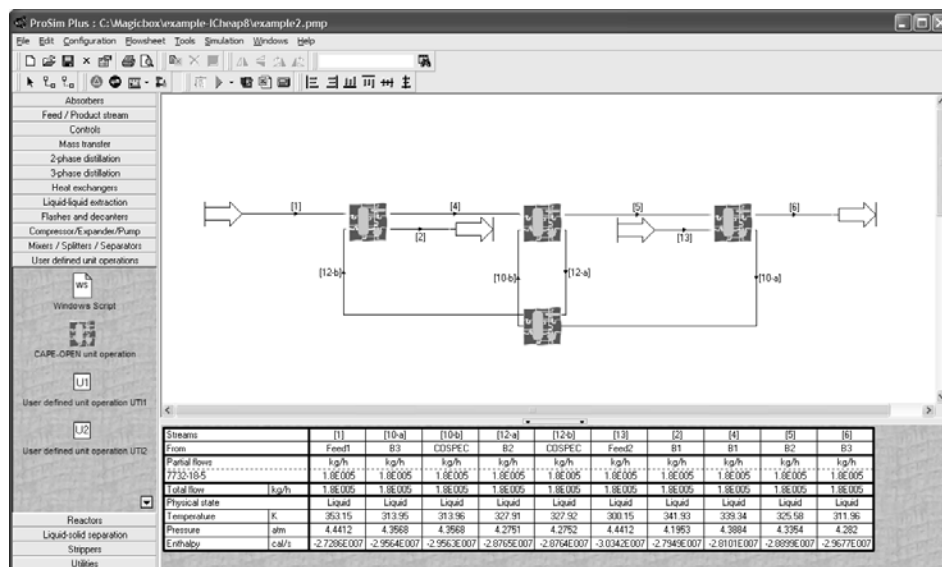 ProSim Plus : C:\Magicbox\example-ICheap8\example2.pmp
File Edit Configuration Flowsheet Tools Simulation Windows Help
Absorbers
Feed / Product stream
Controls
Mass transfer
2-phase distillation
3-phase distillation
Heat exchangers
Liquid-liquid extraction
Flashes and decanters
Compressor/Expander/Pump
Mixers / Splitters / Separators
User defined unit operations
WS
Windows Script
CAPE-OPEN unit operation
U1
User defined unit operation UTI1
U2
User defined unit operation UTI2
Reactors
Liquid-solid separation
Strippers
Utilities
[1] [4] [5] [6]
[2] [13]
[12-b] [10-b] [12-a] [10-a]
Streams [1] [10-a] [10-b] [12-a] [12-b] [13] [2] [4] [5] [6]
From Feed1 B3 COSPEC B2 COSPEC Feed2 B1 B1 B2 B3
Partial flows kg/h kg/h kg/h kg/h kg/h kg/h kg/h kg/h kg/h kg/h
7732-18-5 1.8E005 1.8E005 1.8E005 1.8E005 1.8E005 1.8E005 1.8E005 1.8E005 1.8E005 1.8E005
Total flow kg/h 1.8E005 1.8E005 1.8E005 1.8E005 1.8E005 1.8E005 1.8E005 1.8E005 1.8E005 1.8E005
Physical state Liquid Liquid Liquid Liquid Liquid Liquid Liquid Liquid Liquid Liquid
Temperature K 353.15 313.95 313.96 327.91 327.92 300.15 341.93 339.34 325.58 311.96
Pressure atm 4.4412 4.3568 4.3568 4.2751 4.2752 4.4412 4.1953 4.3884 4.3354 4.282
Enthalpy cal/s -2.7286E007 -2.9564E007 -2.9563E007 -2.8765E007 -2.8764E007 -3.0342E007 -2.7949E007 -2.8101E007 -2.8899E007 -2.9677E007